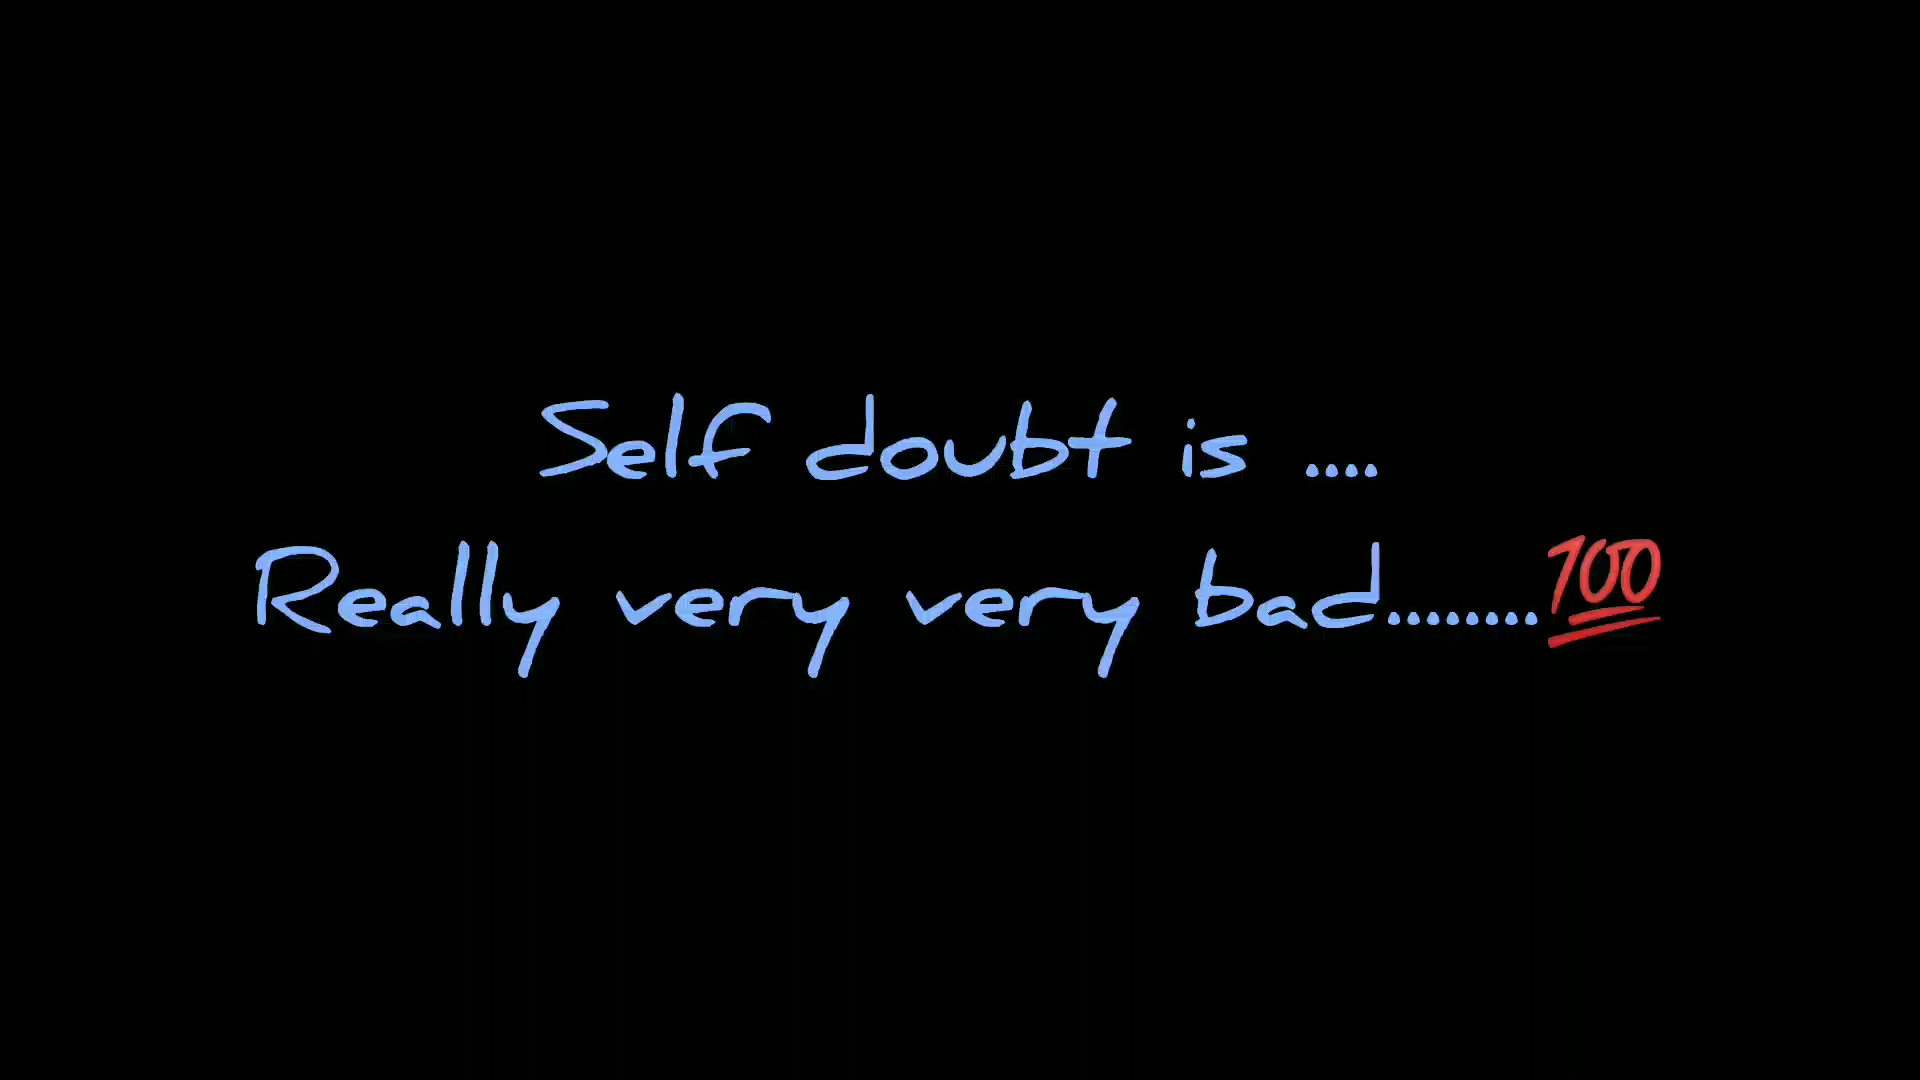 Self doubt is ....
Really very very bad........💯